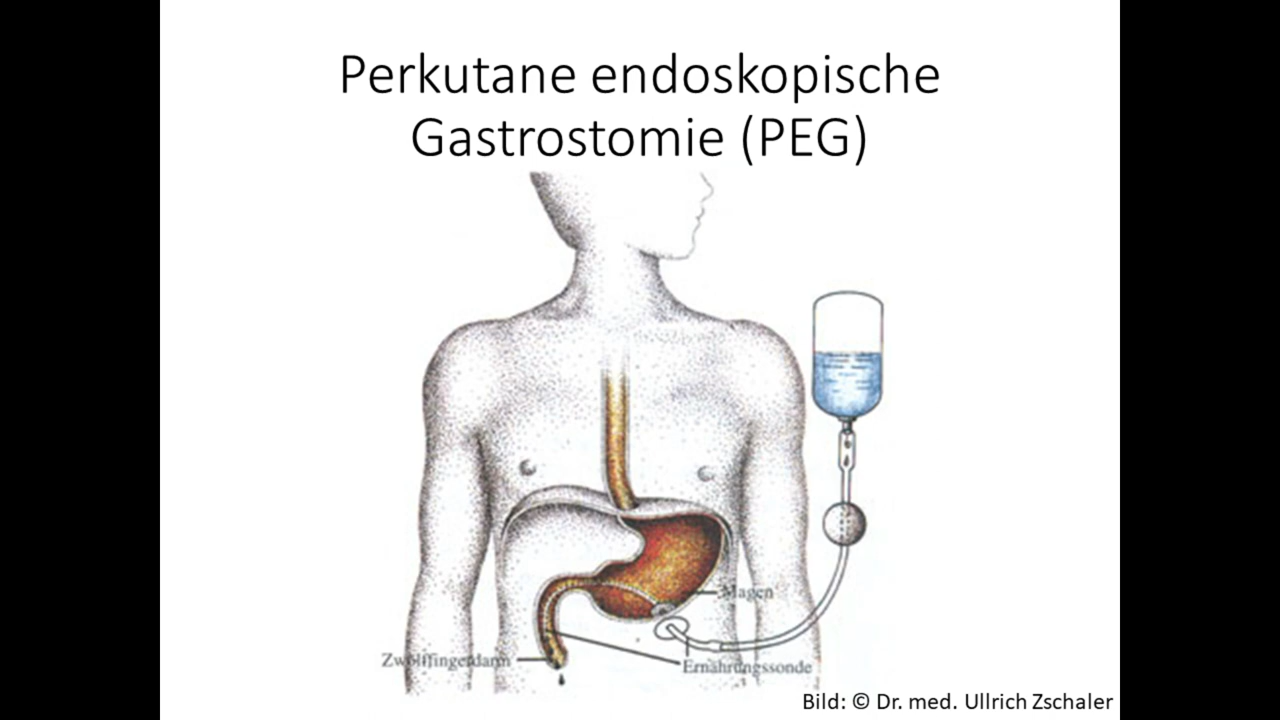 Perkutane endoskopische
Gastrostomie (PEG)
Magen
Zwölffingerdarm
Ernährungssonde
Bild: © Dr. med. Ullrich Zschaler